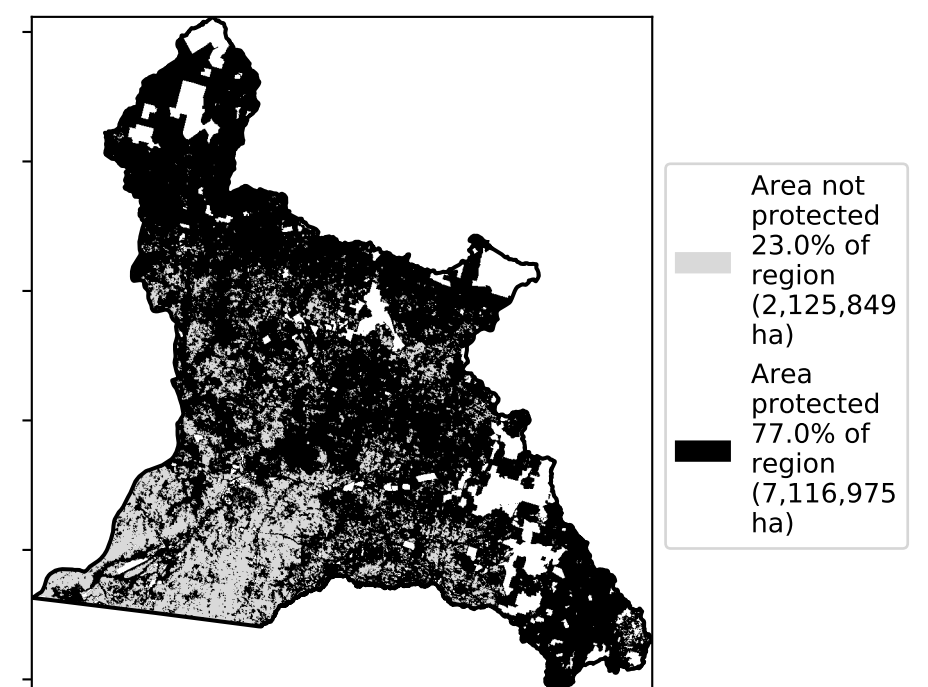 Area not
protected
23.0% of
region
(2,125,849
ha)
Area
protected
77.0% of
region
(7,116,975
ha)